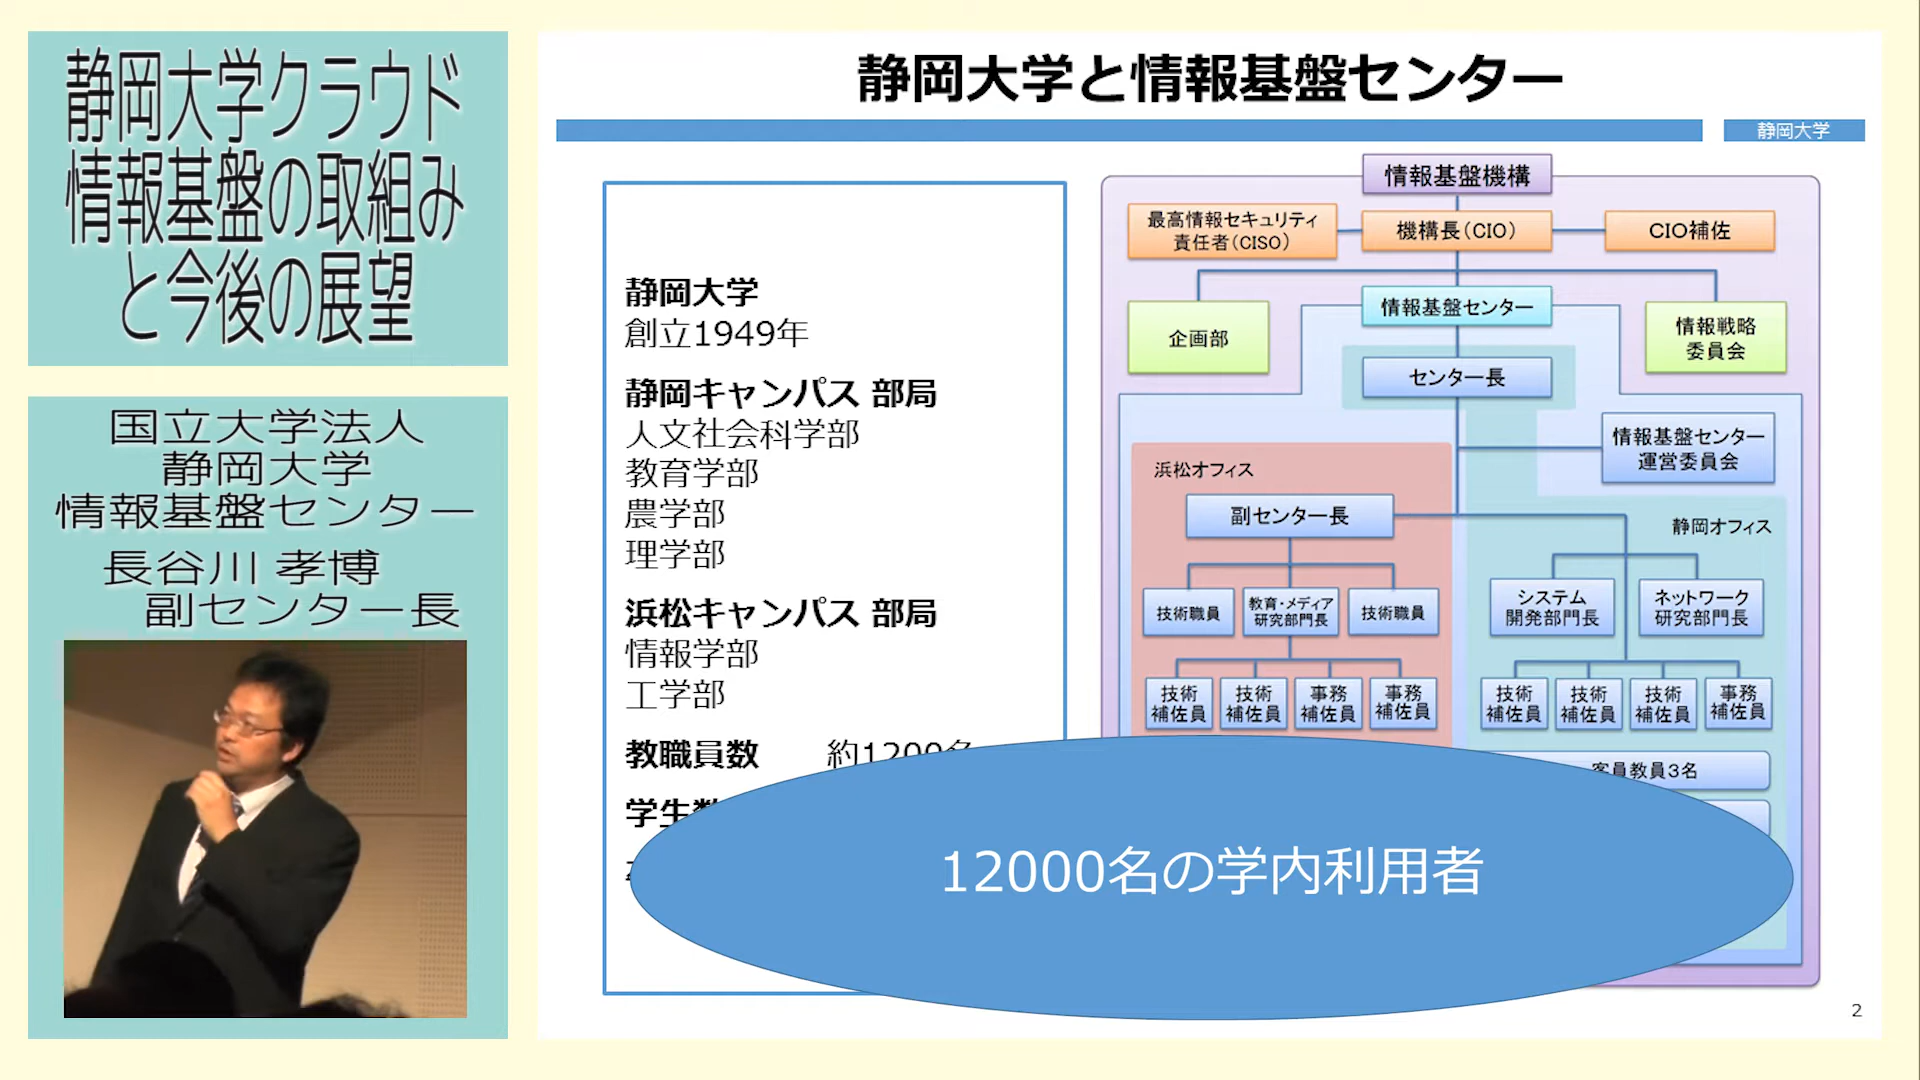 静岡大学クラウド
情報基盤の取組み
と今後の展望
国立大学法人
静岡大学
情報基盤センター
長谷川 孝博
副センター長
静岡大学と情報基盤センター
静岡大学
静岡大学
創立1949年
静岡キャンパス 部局
人文社会科学部
教育学部
農学部
理学部
浜松キャンパス 部局
情報学部
工学部
教職員数 約1200名
学生数
情報基盤機構
最高情報セキュリティ
責任者（CISO）
機構長（CIO）
CIO補佐
企画部
情報基盤センター
情報戦略
委員会
センター長
情報基盤センター
運営委員会
浜松オフィス
副センター長
技術職員
教育・メディア
研究部門長
技術職員
技術
補佐員
技術
補佐員
事務
補佐員
事務
補佐員
静岡オフィス
システム
開発部門長
ネットワーク
研究部門長
技術
補佐員
技術
補佐員
技術
補佐員
事務
補佐員
客員教員3名
12000名の学内利用者
2